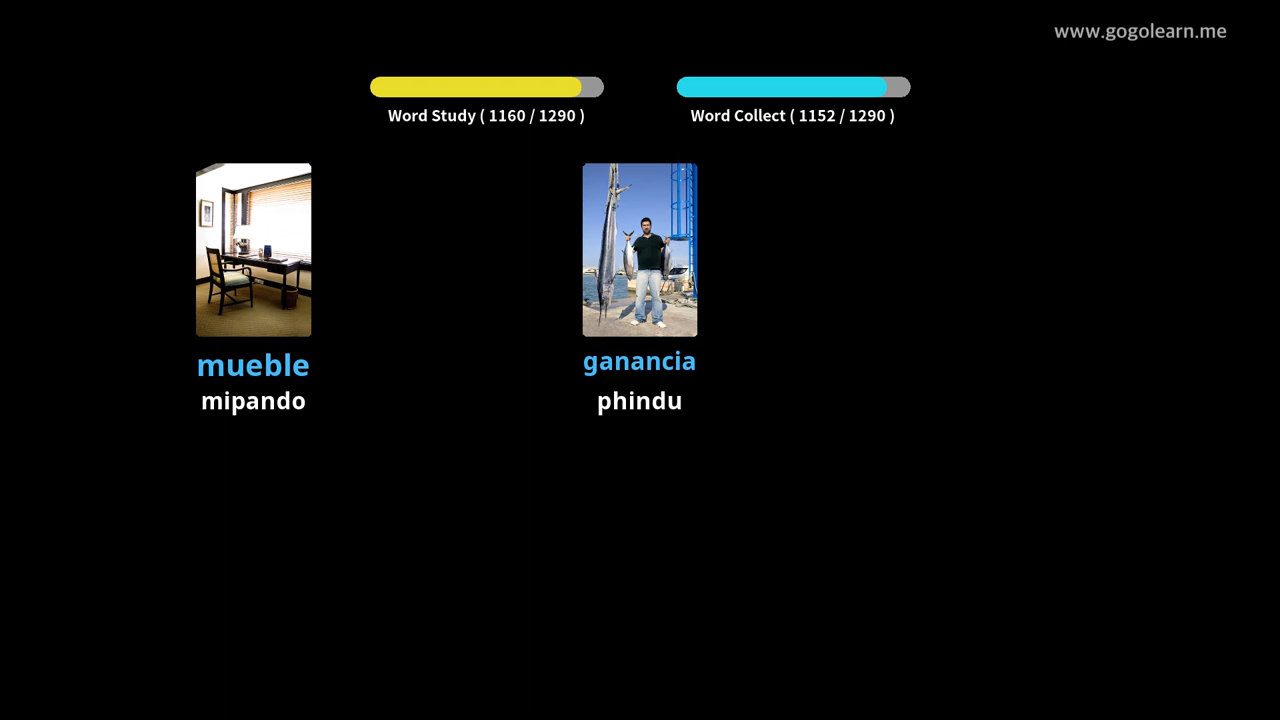 www.gogolearn.me
Word Study ( 1160 / 1290 )
Word Collect ( 1152 / 1290 )
mueble
mipando
ganancia
phindu